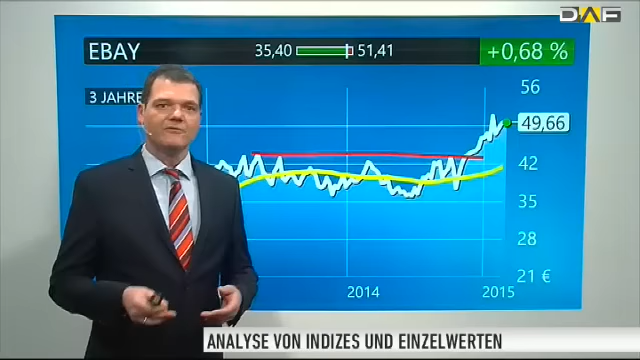 DAF
EBAY 35,40 51,41 +0,68 %
3 JAHRE
56
49,66
42
35
28
21 €
2014 2015
ANALYSE VON INDIZES UND EINZELWERTEN